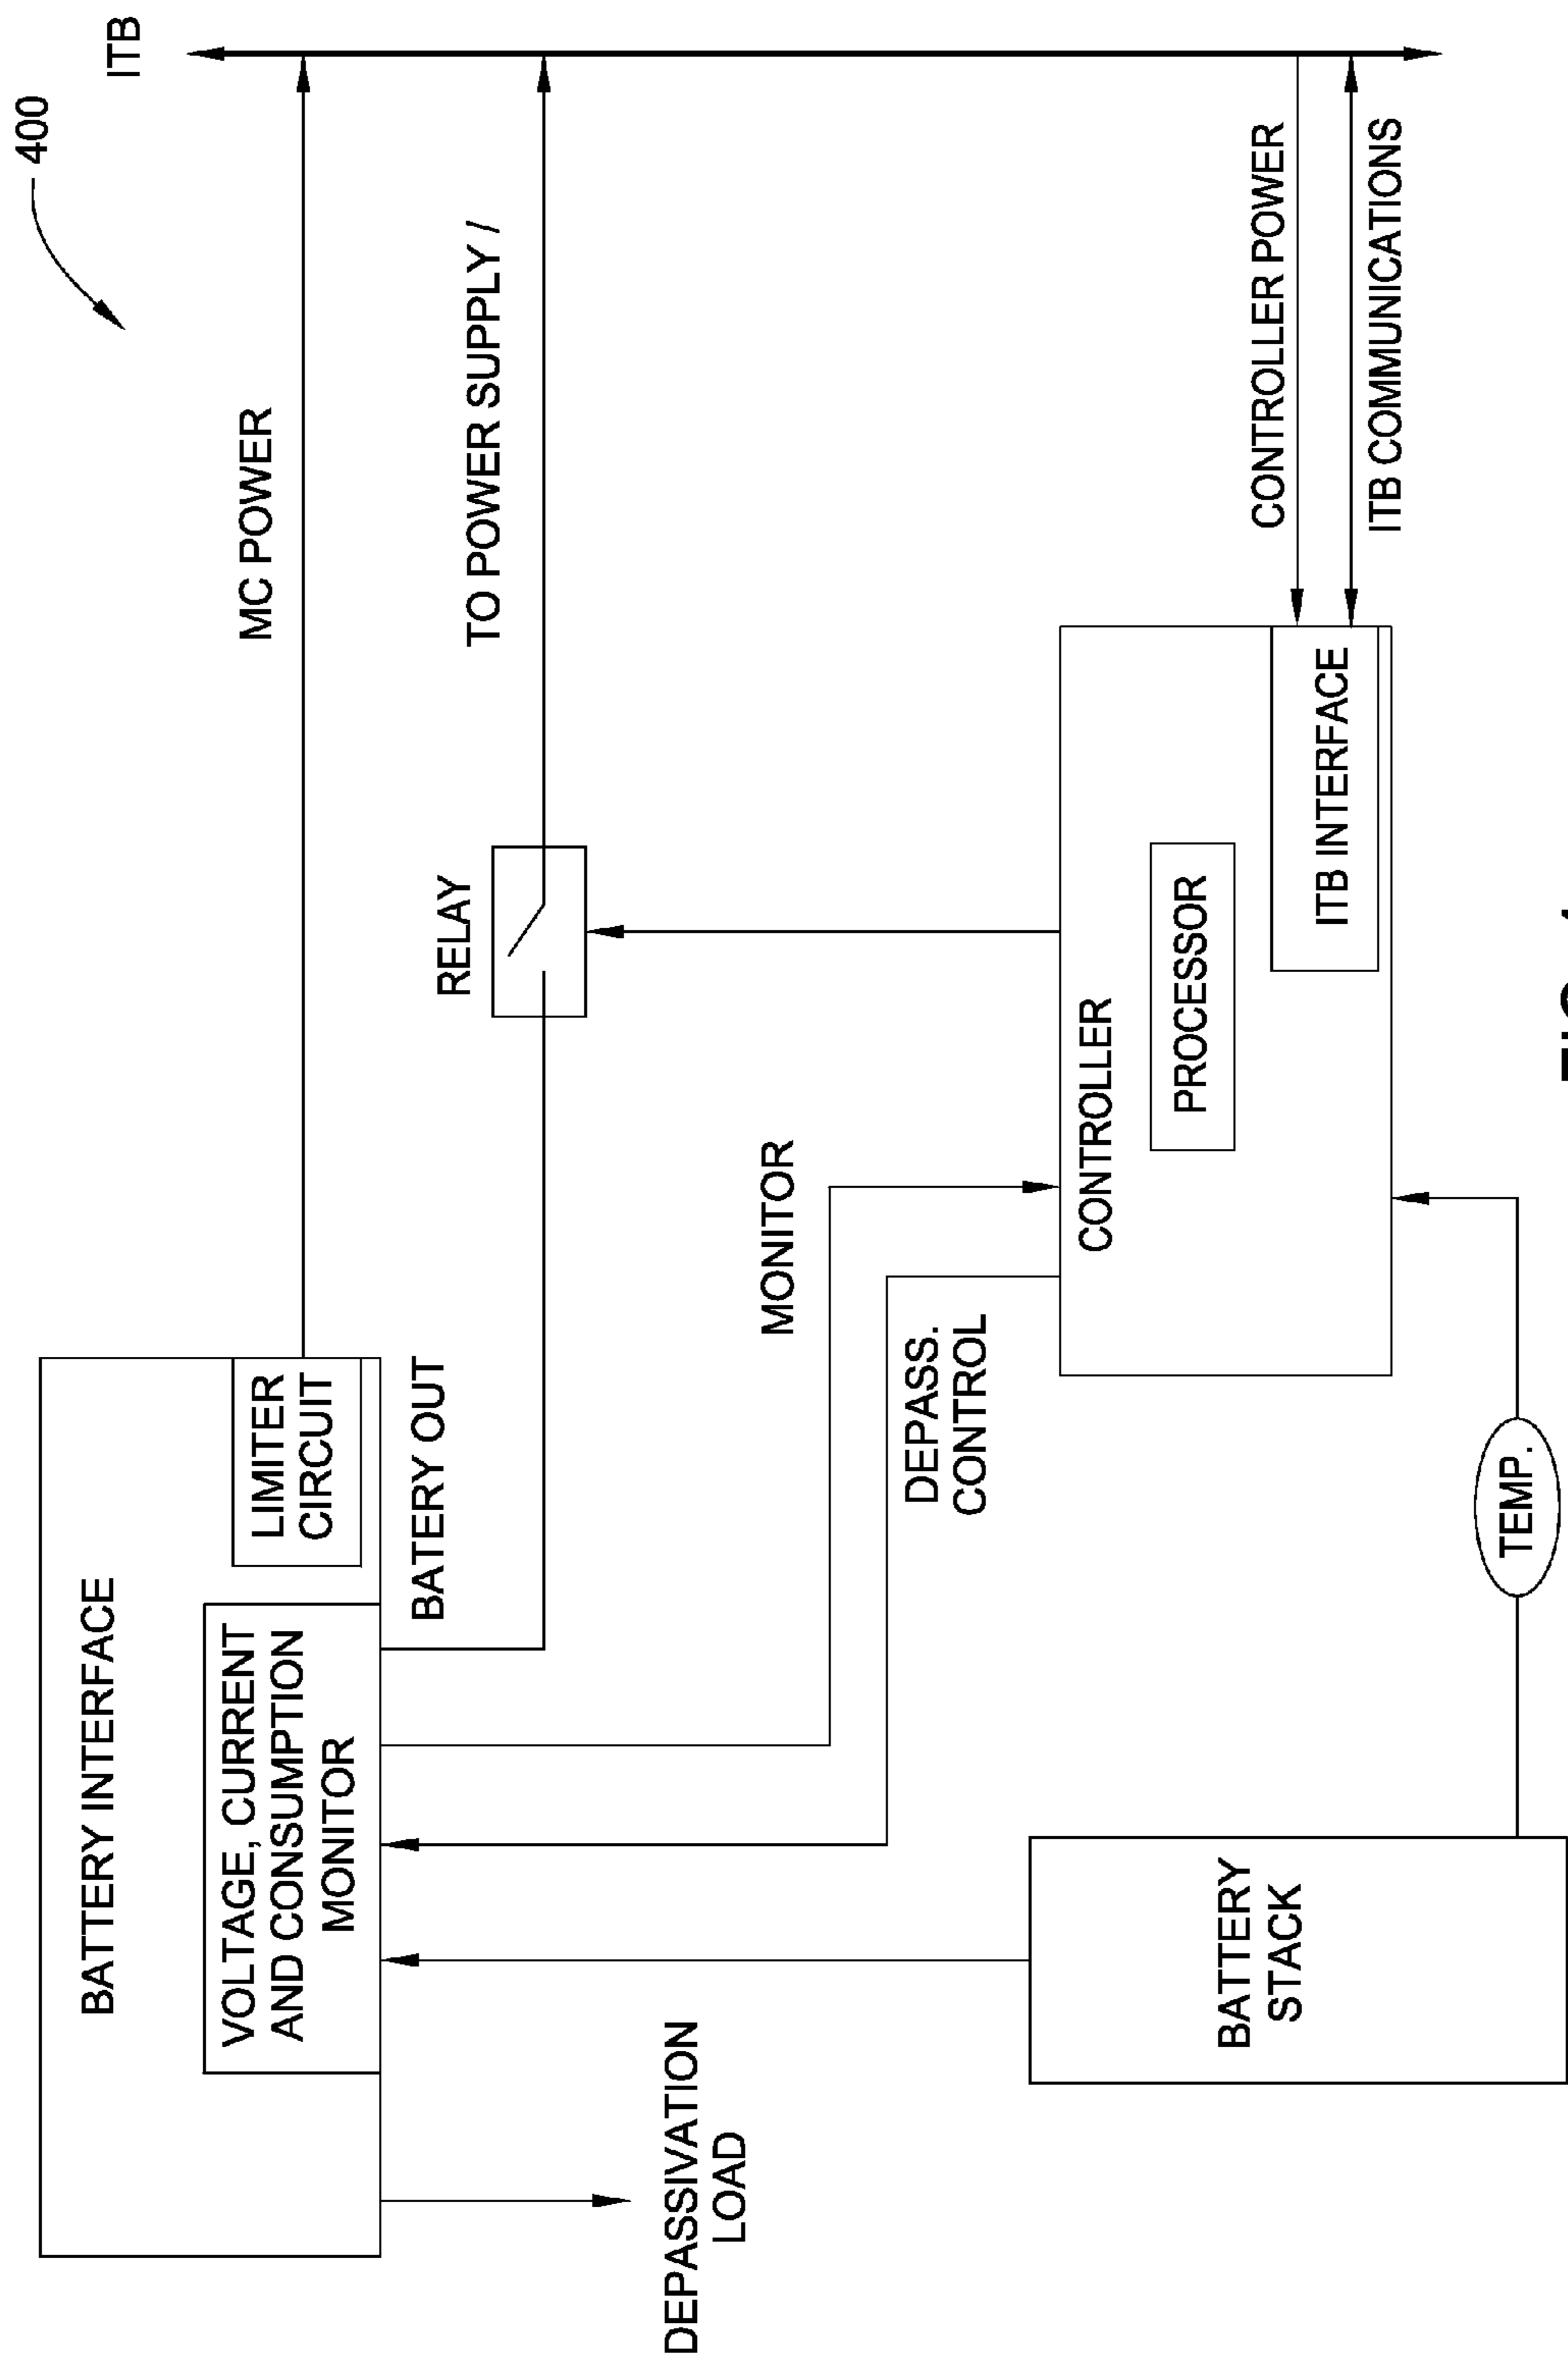 400
ITB
BATTERY INTERFACE
LIMITER
CIRCUIT
MC POWER
VOLTAGE, CURRENT
AND CONSUMPTION
MONITOR
BATERY OUT
RELAY
TO POWER SUPPLY /
DEPASSIVATION
LOAD
MONITOR
DEPASS.
CONTROL
CONTROLLER
PROCESSOR
ITB INTERFACE
CONTROLLER POWER
ITB COMMUNICATIONS
BATTERY
STACK
TEMP.